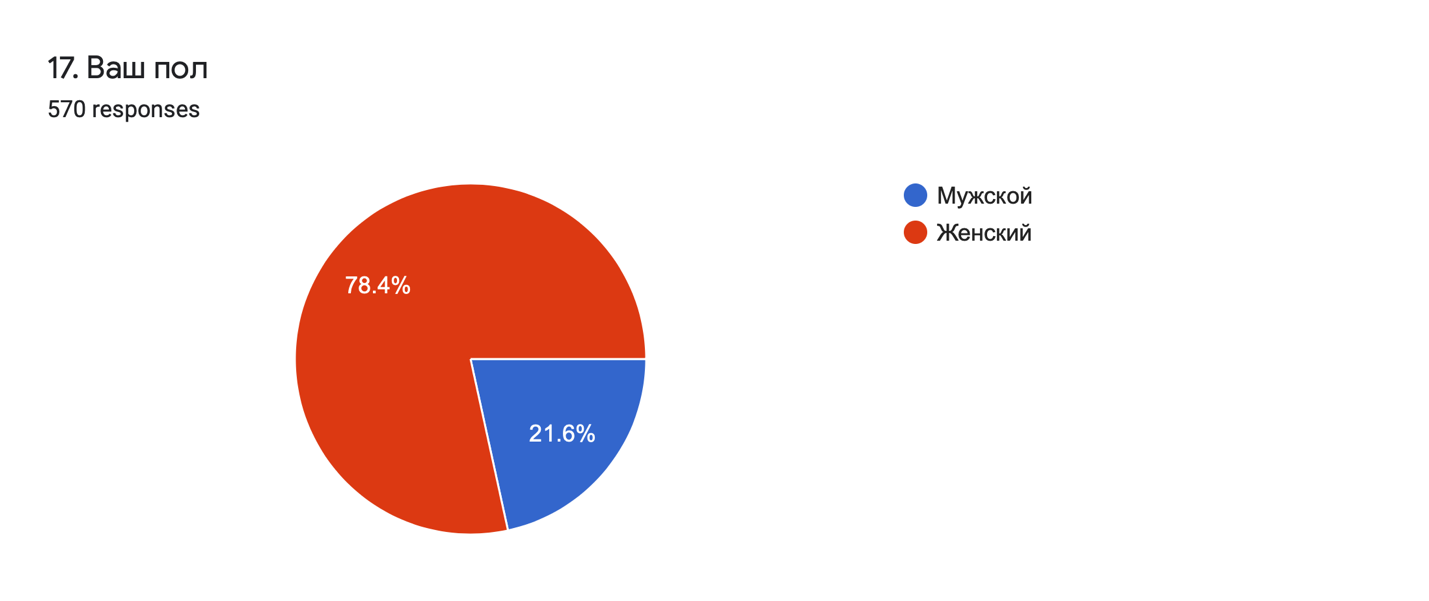 17. Ваш пол
570 responses
Мужской
Женский
78.4%
21.6%